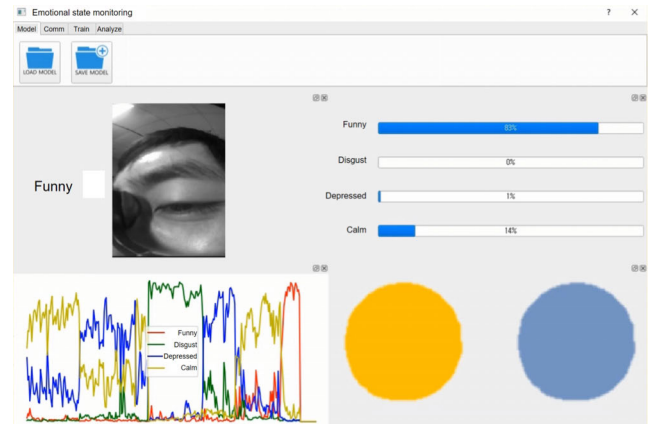 Emotional state monitoring
Model Comm Train Analyze
LOAD MODEL SAVE MODEL
Funny
Funny 83%
Disgust 0%
Depressed 1%
Calm 14%
Funny
Disgust
Depressed
Calm